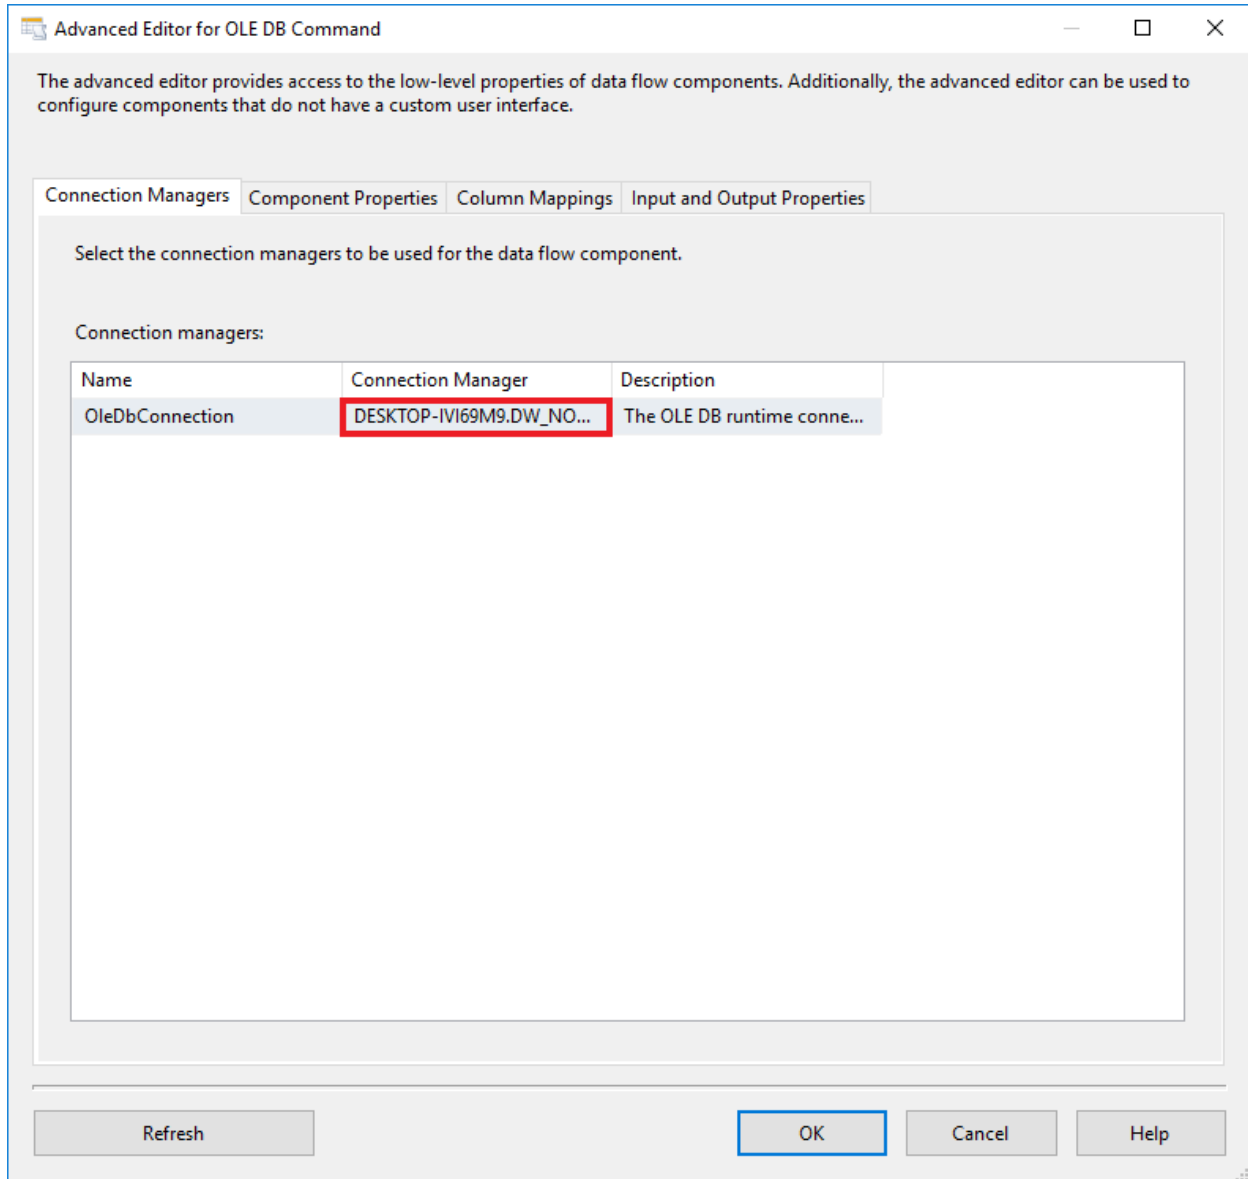 Advanced Editor for OLE DB Command
The advanced editor provides access to the low-level properties of data flow components. Additionally, the advanced editor can be used to
configure components that do not have a custom user interface.
Connection Managers Component Properties Column Mappings Input and Output Properties
Select the connection managers to be used for the data flow component.
Connection managers:
Name Connection Manager Description
OleDbConnection DESKTOP-IVI69M9.DW_NO... The OLE DB runtime conne...
Refresh OK Cancel Help